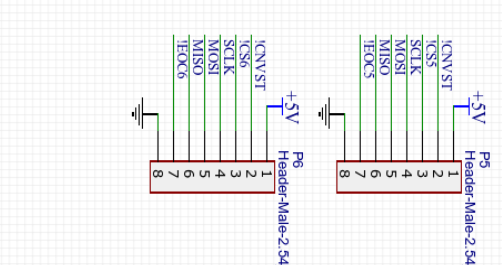 !CNVST
!CS6
SCLK
MOSI
MISO
!EOC6
+5V
8 7 6 5 4 3 2 1
P6
Header-Male-2.54
!CNVST
!CS5
SCLK
MOSI
MISO
!EOC5
+5V
8 7 6 5 4 3 2 1
P5
Header-Male-2.54